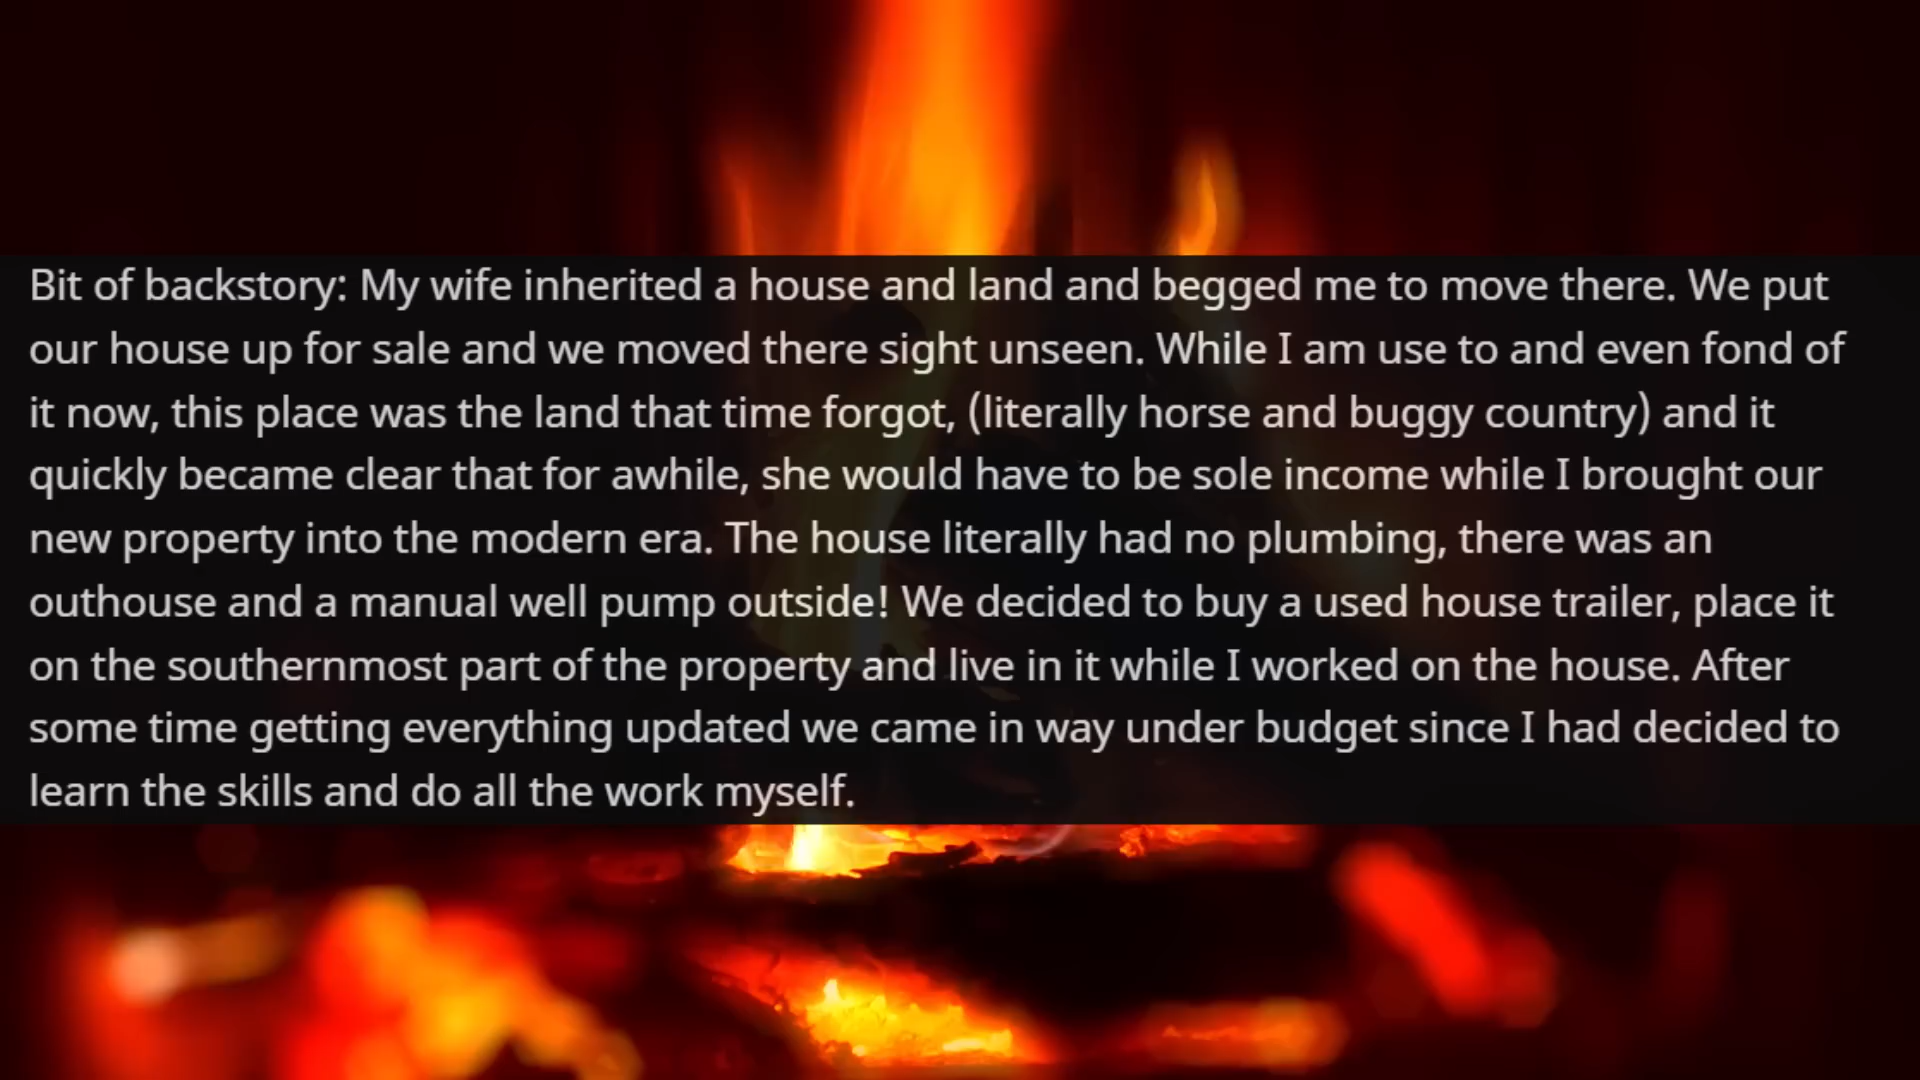 Bit of backstory: My wife inherited a house and land and begged me to move there. We put
our house up for sale and we moved there sight unseen. While I am use to and even fond of
it now, this place was the land that time forgot, (literally horse and buggy country) and it
quickly became clear that for awhile, she would have to be sole income while I brought our
new property into the modern era. The house literally had no plumbing, there was an
outhouse and a manual well pump outside! We decided to buy a used house trailer, place it
on the southernmost part of the property and live in it while I worked on the house. After
some time getting everything updated we came in way under budget since I had decided to
learn the skills and do all the work myself.